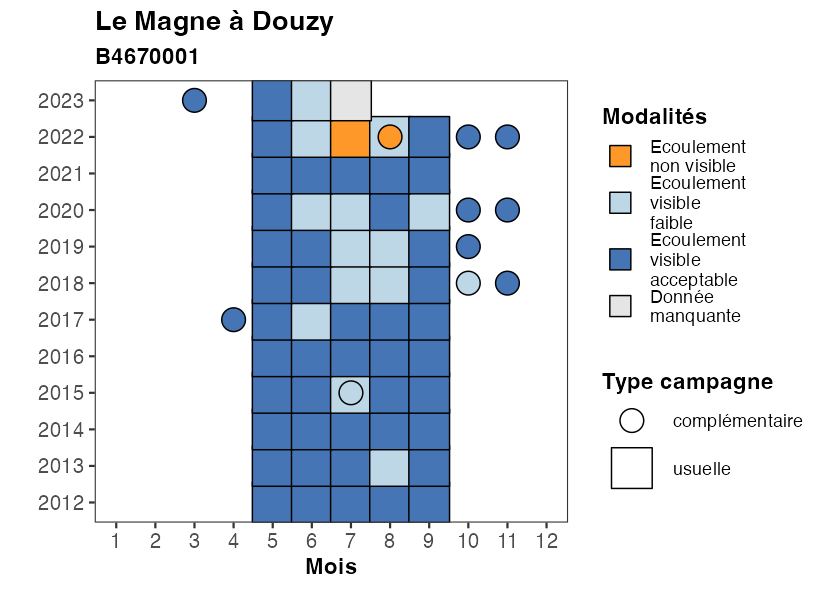 Le Magne à Douzy
B4670001
2023
2022
2021
2020
2019
2018
2017
2016
2015
2014
2013
2012
1 2 3 4 5 6 7 8 9 10 11 12
Mois
Modalités
Ecoulement
non visible
Ecoulement
visible
faible
Ecoulement
visible
acceptable
Donnée
manquante
Type campagne
complémentaire
usuelle